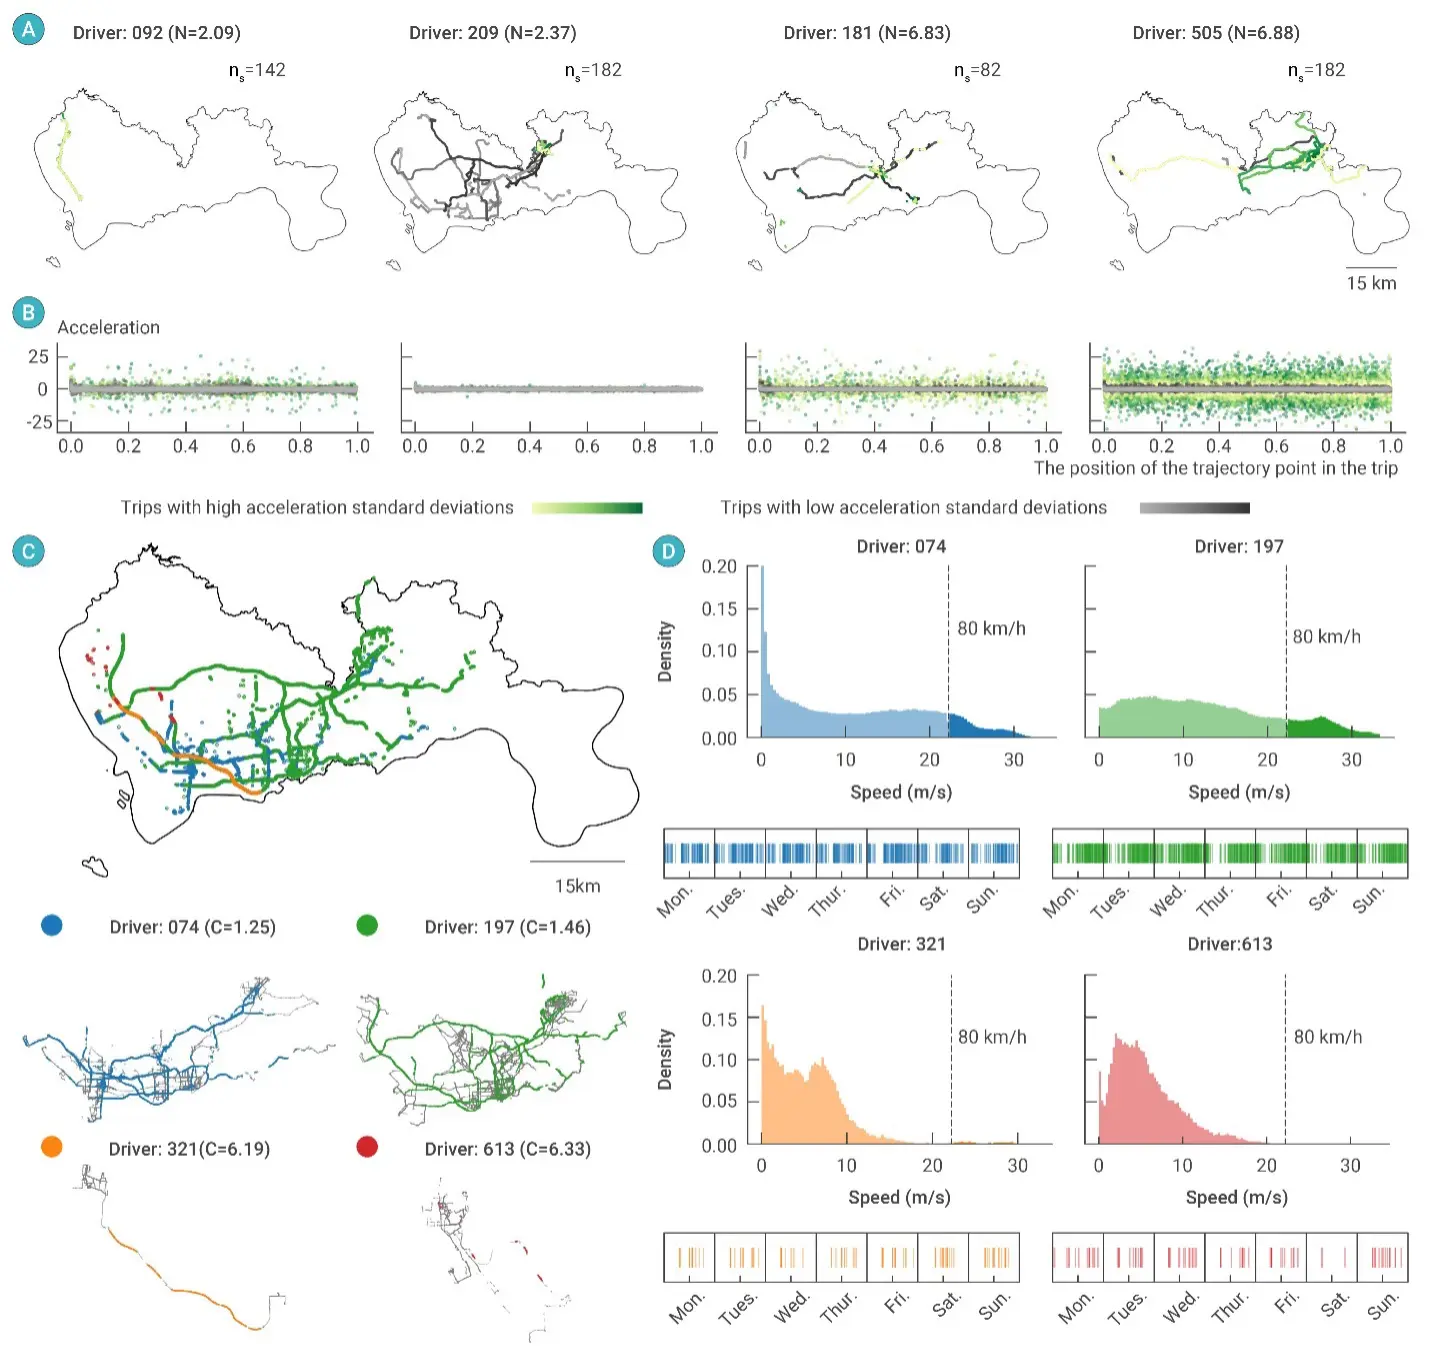 A
Driver: 092 (N=2.09)
Driver: 209 (N=2.37)
Driver: 181 (N=6.83)
Driver: 505 (N=6.88)
ns=142
ns=182
ns=82
ns=182
15 km
B
Acceleration
25
0
-25
0.0 0.2 0.4 0.6 0.8 1.0
0.0 0.2 0.4 0.6 0.8 1.0
0.0 0.2 0.4 0.6 0.8 1.0
0.0 0.2 0.4 0.6 0.8 1.0
The position of the trajectory point in the trip
Trips with high acceleration standard deviations
Trips with low acceleration standard deviations
C
15km
Driver: 074 (C=1.25)
Driver: 197 (C=1.46)
Driver: 321(C=6.19)
Driver: 613 (C=6.33)
D
Driver: 074
Driver: 197
0.20
0.15
0.10
0.05
0.00
Density
80 km/h
80 km/h
0 10 20 30
0 10 20 30
Speed (m/s)
Speed (m/s)
Mon. Tues. Wed. Thur. Fri. Sat. Sun.
Mon. Tues. Wed. Thur. Fri. Sat. Sun.
Driver: 321
Driver:613
0.20
0.15
0.10
0.05
0.00
Density
80 km/h
80 km/h
0 10 20 30
0 10 20 30
Speed (m/s)
Speed (m/s)
Mon. Tues. Wed. Thur. Fri. Sat. Sun.
Mon. Tues. Wed. Thur. Fri. Sat. Sun.